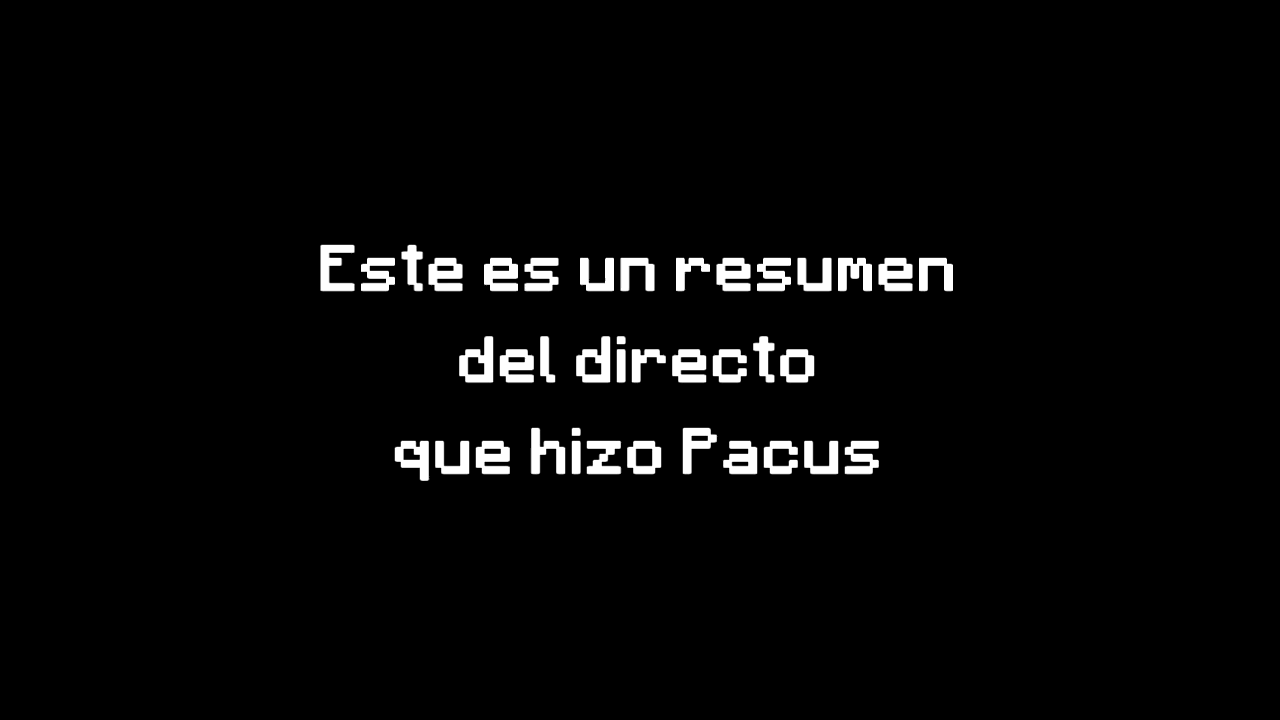 Este es un resumen
del directo
que hizo Pacus